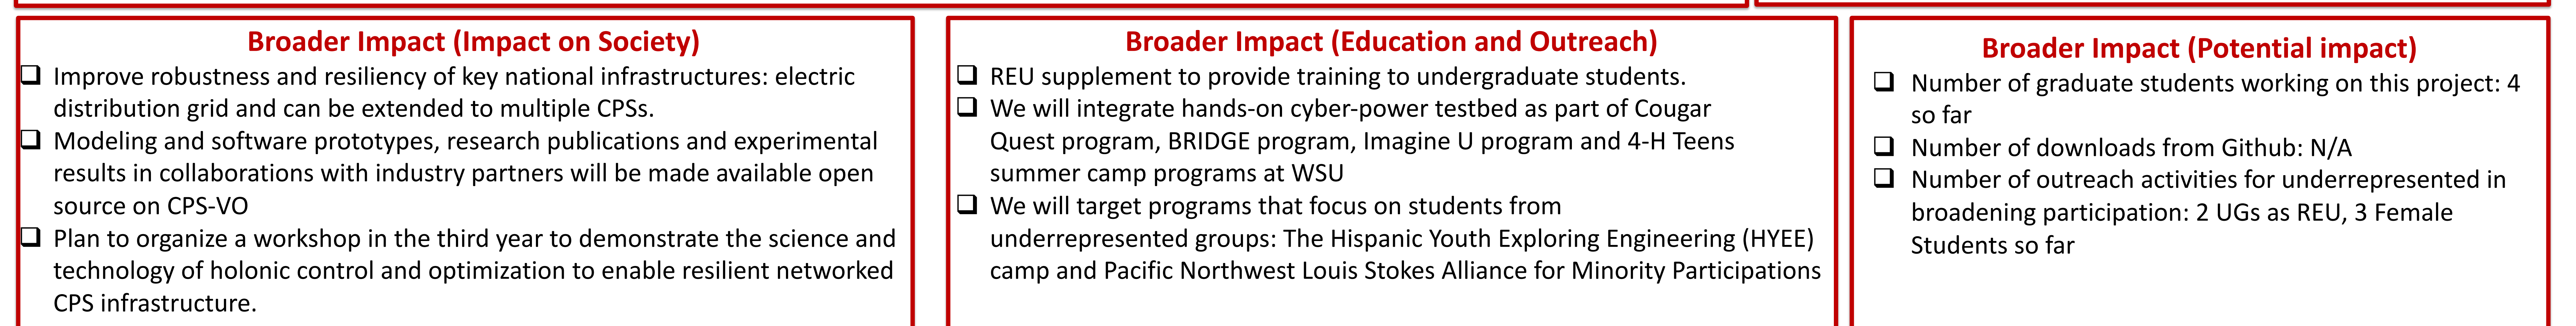 Broader Impact (Impact on Society)
❑ Improve robustness and resiliency of key national infrastructures: electric
distribution grid and can be extended to multiple CPSs.
❑ Modeling and software prototypes, research publications and experimental
results in collaborations with industry partners will be made available open
source on CPS-VO
❑ Plan to organize a workshop in the third year to demonstrate the science and
technology of holonic control and optimization to enable resilient networked
CPS infrastructure.
Broader Impact (Education and Outreach)
❑ REU supplement to provide training to undergraduate students.
❑ We will integrate hands-on cyber-power testbed as part of Cougar
Quest program, BRIDGE program, Imagine U program and 4-H Teens
summer camp programs at WSU
❑ We will target programs that focus on students from
underrepresented groups: The Hispanic Youth Exploring Engineering (HYEE)
camp and Pacific Northwest Louis Stokes Alliance for Minority Participations
Broader Impact (Potential impact)
❑ Number of graduate students working on this project: 4
so far
❑ Number of downloads from Github: N/A
❑ Number of outreach activities for underrepresented in
broadening participation: 2 UGs as REU, 3 Female
Students so far